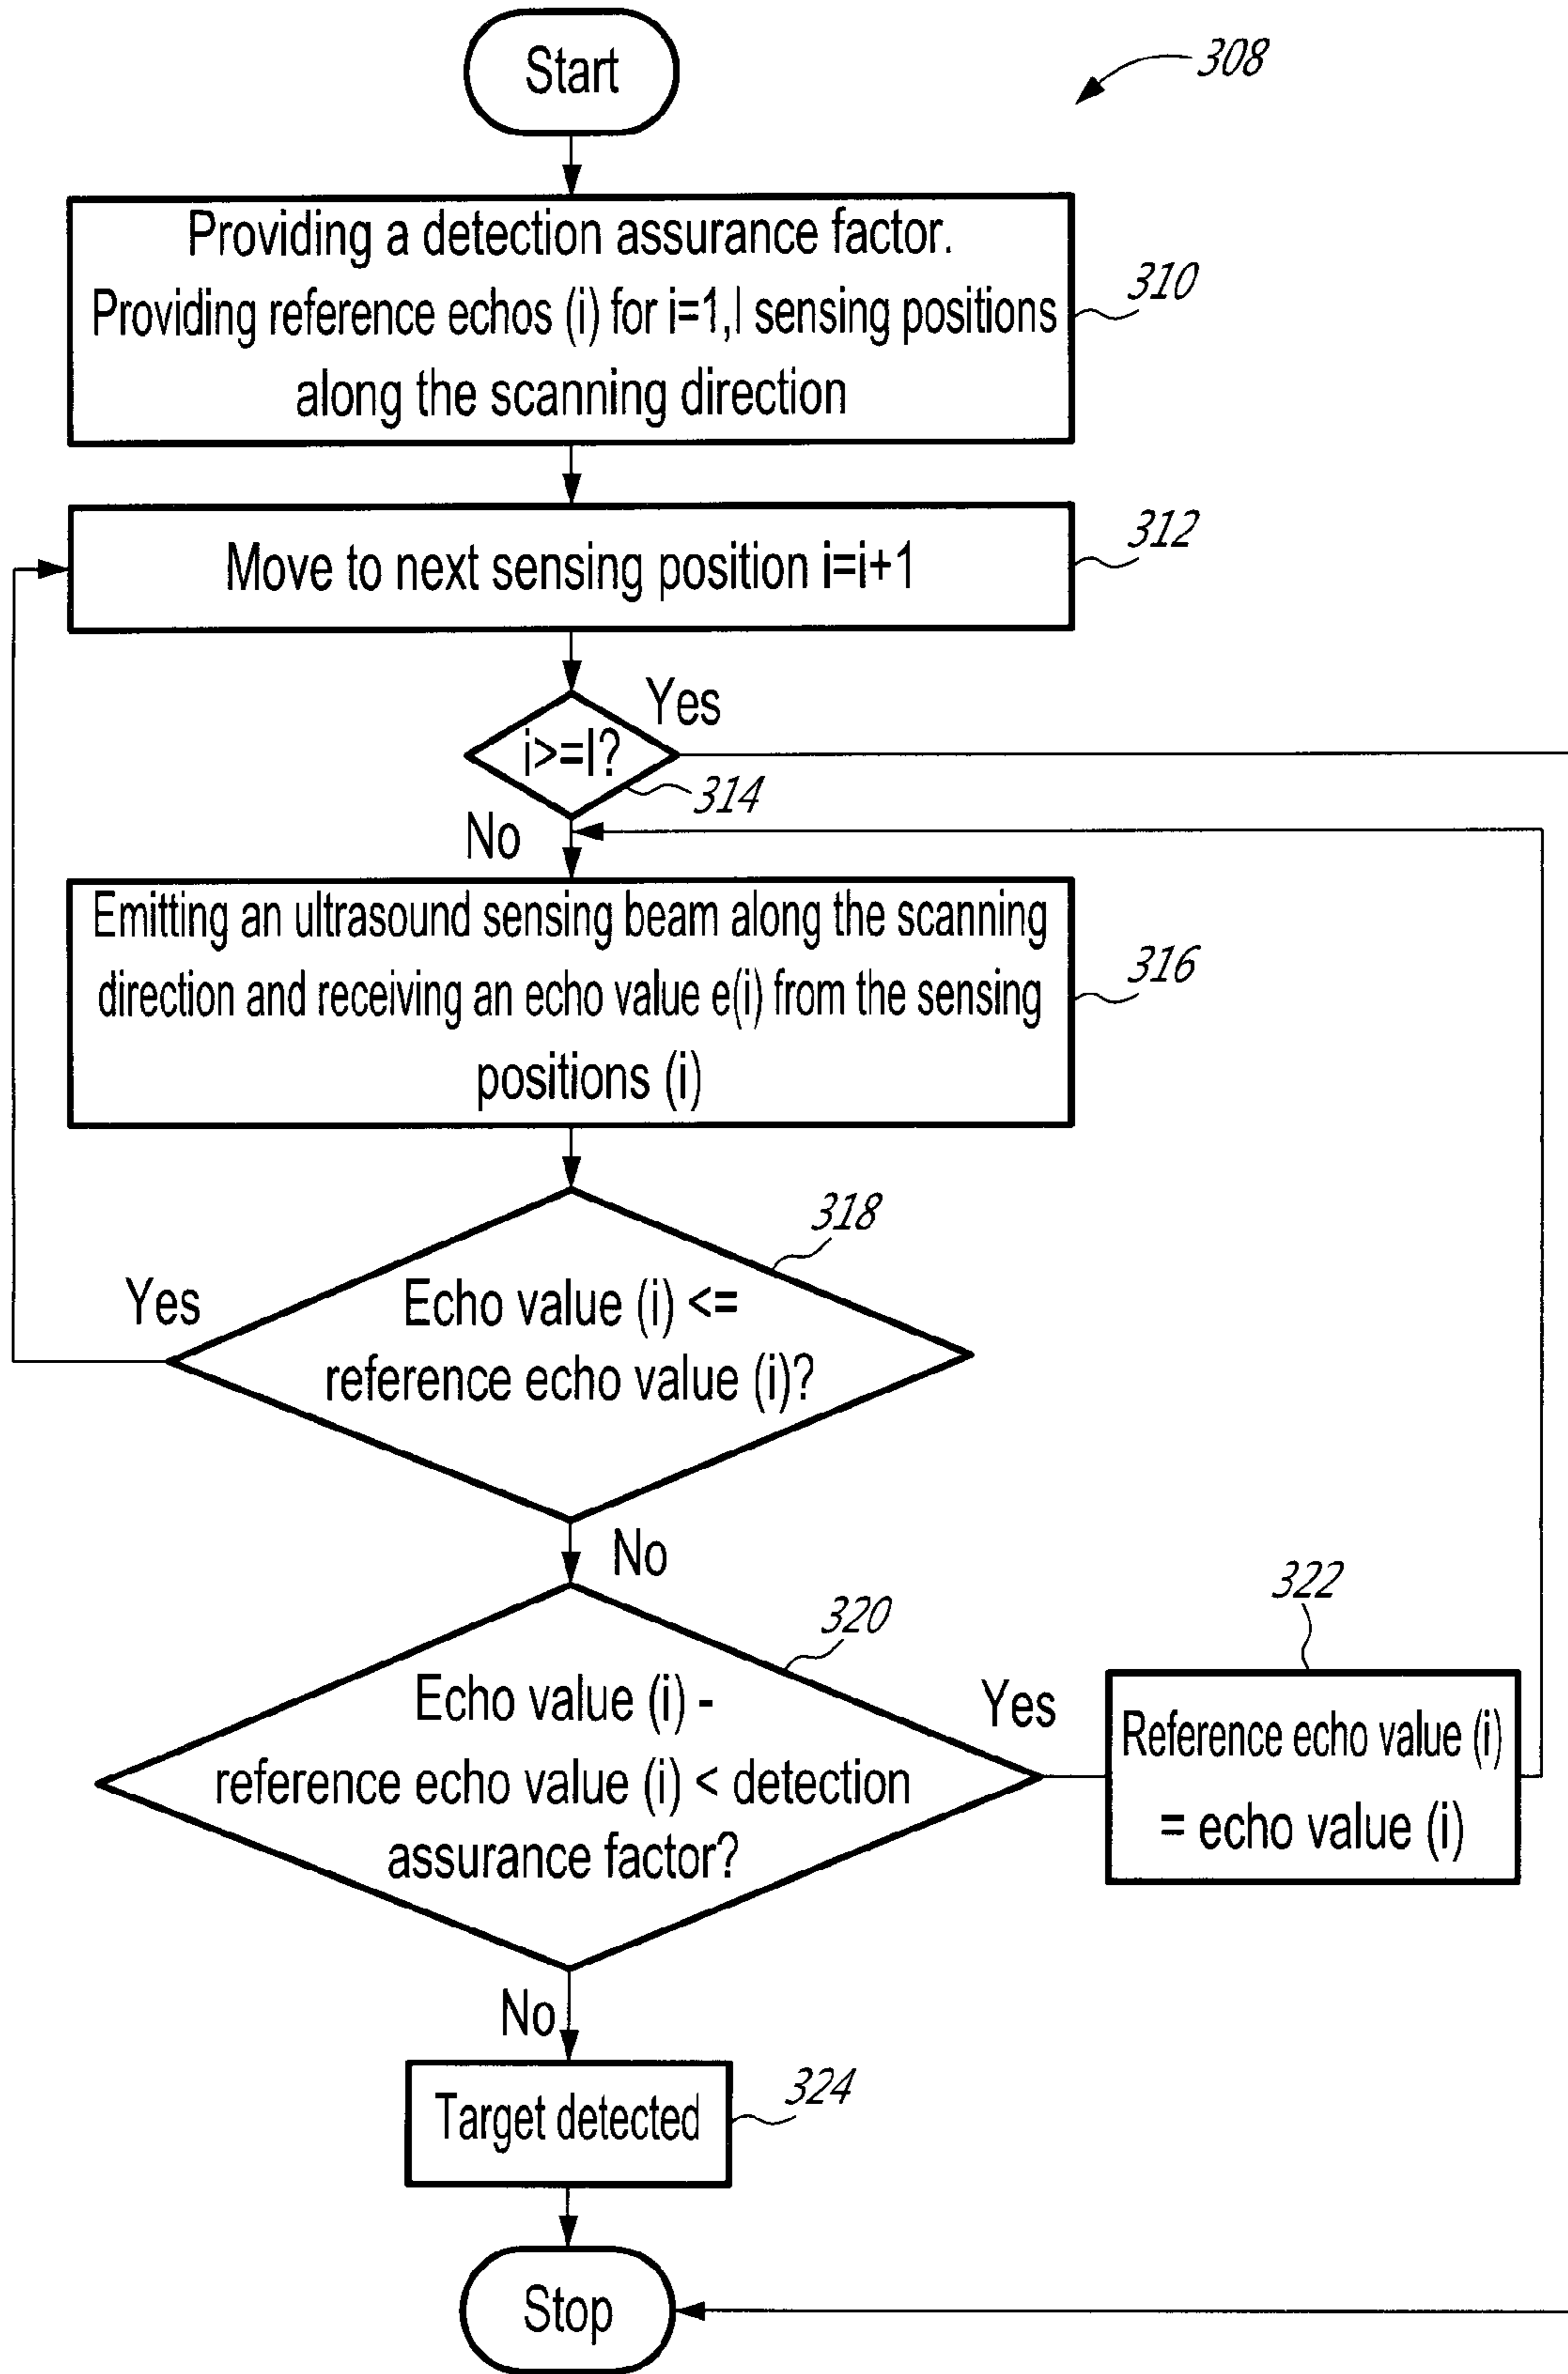 Start
308
Providing a detection assurance factor.
Providing reference echos (i) for i=1,I sensing positions
along the scanning direction
310
Move to next sensing position i=i+1
312
Yes
i>=I?
314
No
Emitting an ultrasound sensing beam along the scanning
direction and receiving an echo value e(i) from the sensing
positions (i)
316
318
Yes
Echo value (i) <=
reference echo value (i)?
No
320
322
Echo value (i) -
reference echo value (i) < detection
assurance factor?
Yes
Reference echo value (i)
= echo value (i)
No
Target detected
324
Stop